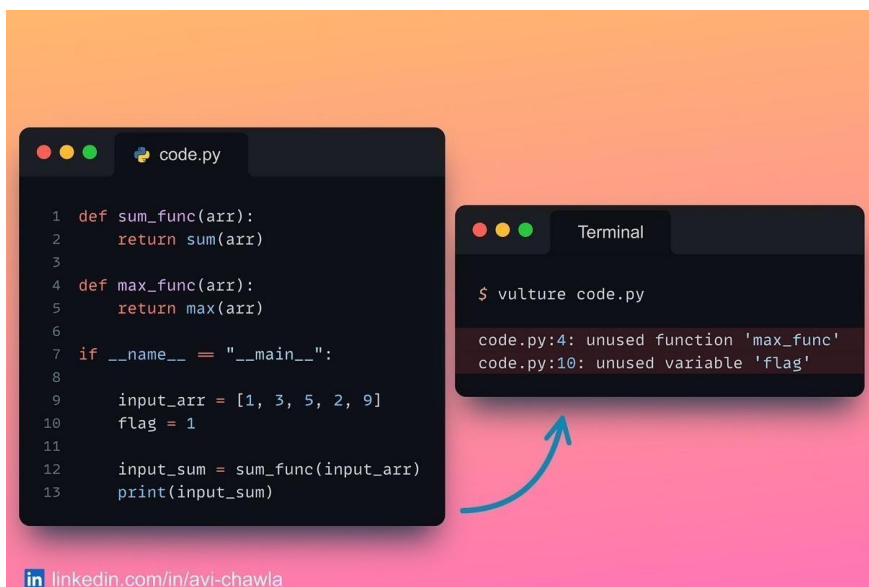 code.py
1 def sum_func(arr):
2     return sum(arr)
3
4 def max_func(arr):
5     return max(arr)
6
7 if __name__ == "__main__":
8
9     input_arr = [1, 3, 5, 2, 9]
10     flag = 1
11
12     input_sum = sum_func(input_arr)
13     print(input_sum)
Terminal
$ vulture code.py
code.py:4: unused function 'max_func'
code.py:10: unused variable 'flag'
in linkedin.com/in/avi-chawla